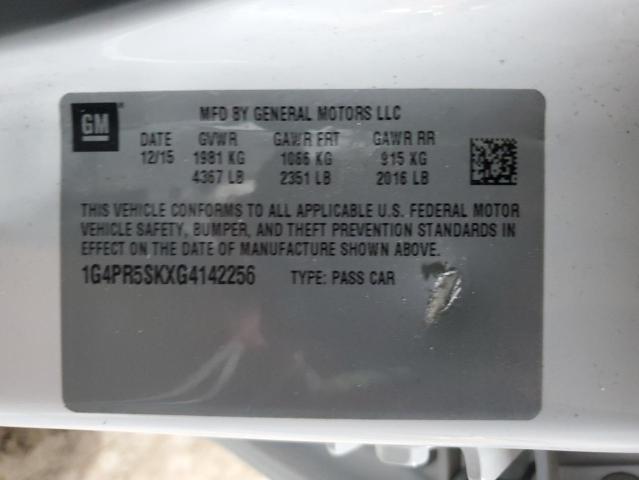 GM
MFD BY GENERAL MOTORS LLC
DATE GVWR GAWR FRT GAWR RR
12/15 1981 KG 1066 KG 915 KG
4367 LB 2351 LB 2016 LB
THIS VEHICLE CONFORMS TO ALL APPLICABLE U.S. FEDERAL MOTOR
VEHICLE SAFETY, BUMPER, AND THEFT PREVENTION STANDARDS IN
EFFECT ON THE DATE OF MANUFACTURE SHOWN ABOVE.
1G4PR5SKXG4142256 TYPE: PASS CAR